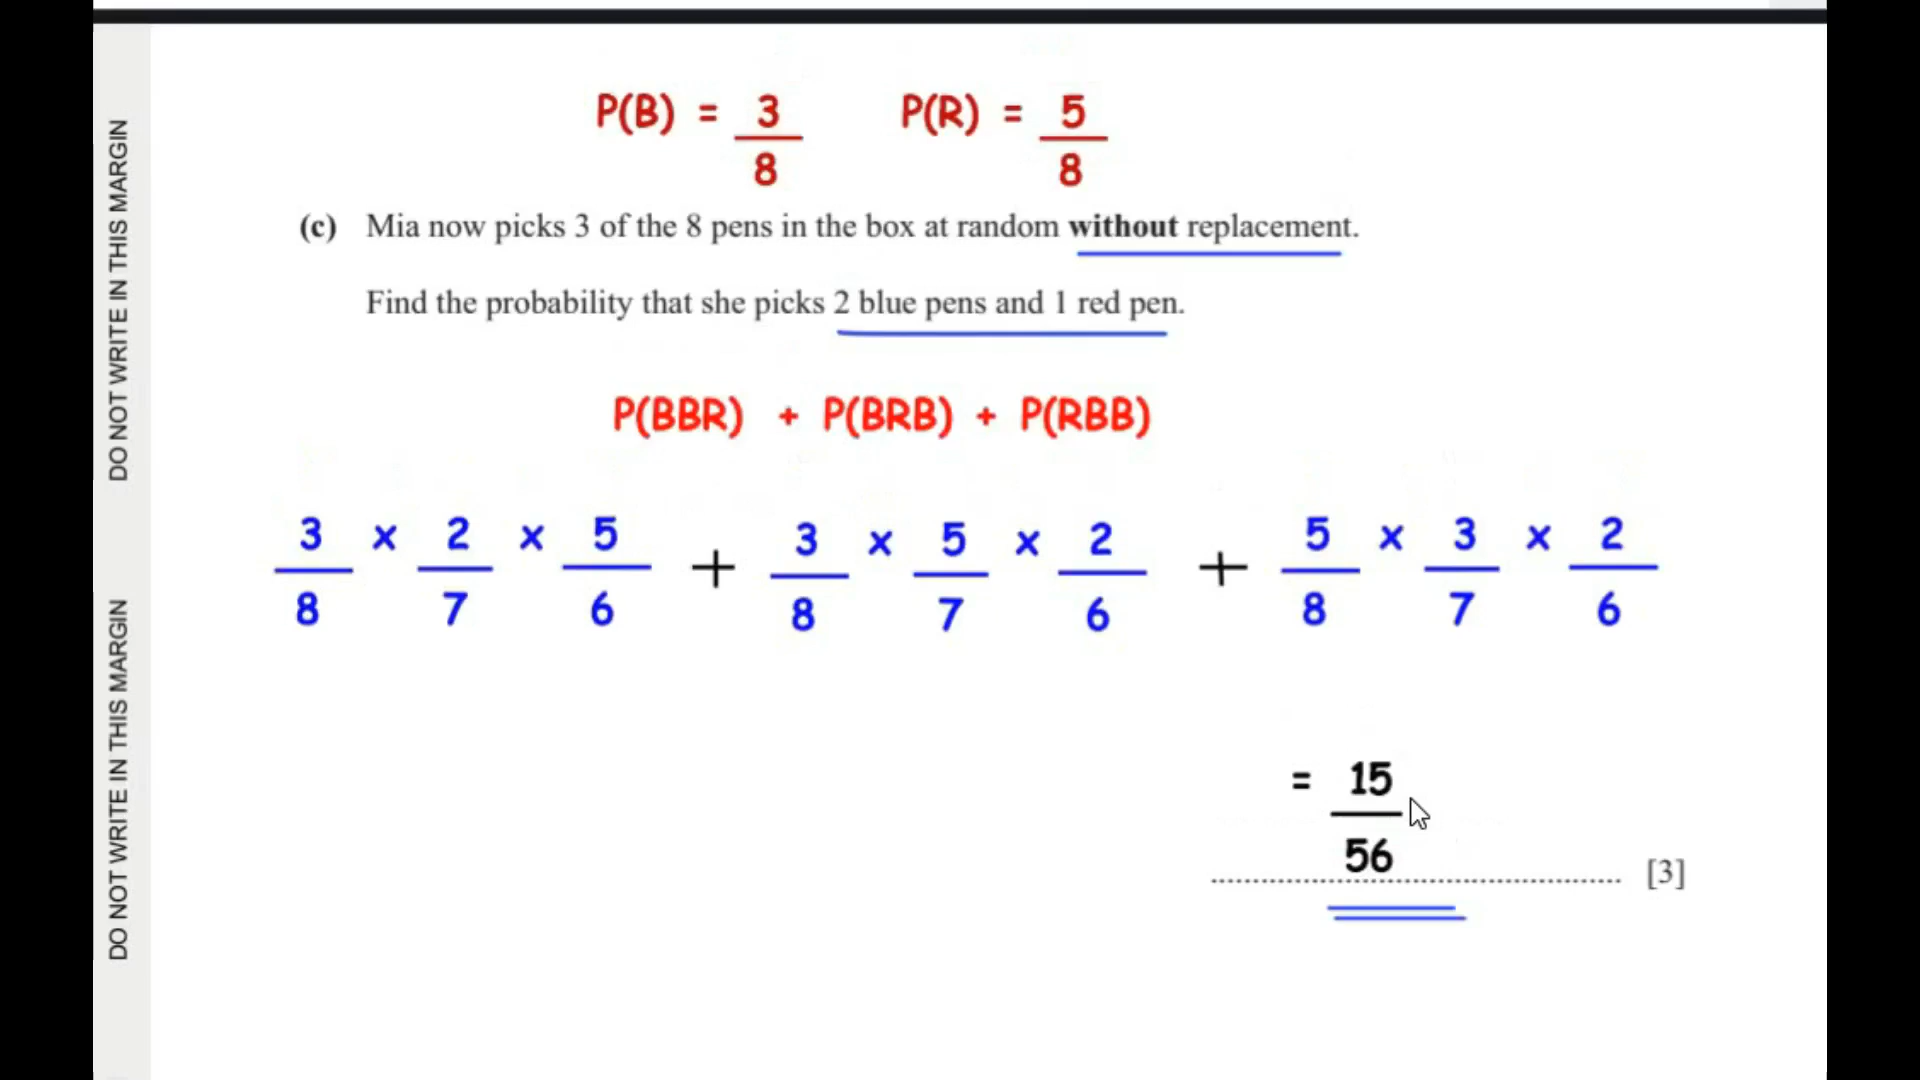 P(B) = 3/8 P(R) = 5/8
(c) Mia now picks 3 of the 8 pens in the box at random without replacement.
Find the probability that she picks 2 blue pens and 1 red pen.
P(BBR) + P(BRB) + P(RBB)
3/8 x 2/7 x 5/6 + 3/8 x 5/7 x 2/6 + 5/8 x 3/7 x 2/6
= 15/56
[3]
DO NOT WRITE IN THIS MARGIN
DO NOT WRITE IN THIS MARGIN